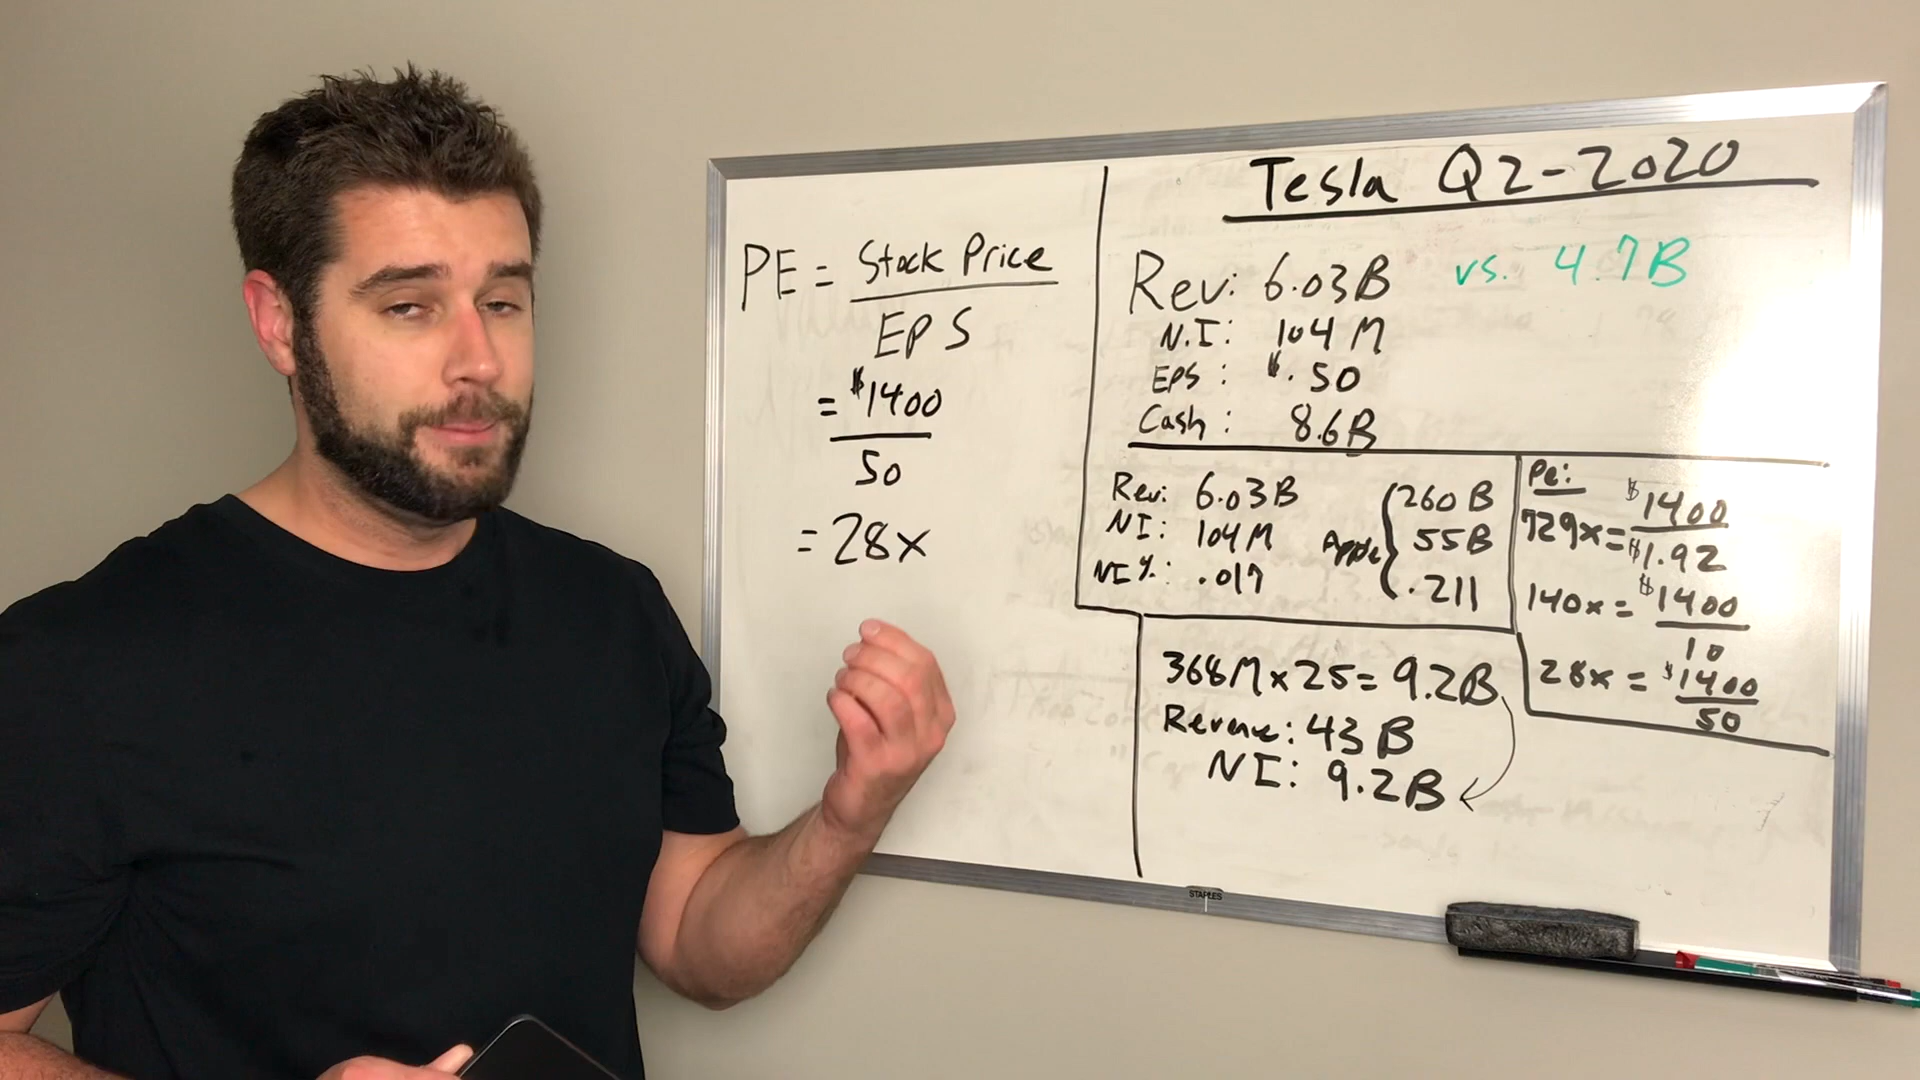 Tesla Q2-2020
PE = Stock Price
EPS
= $1400
50
= 28x
Rev: 6.03B vs. 4.7B
N.I: 104M
EPS: $.50
Cash: 8.6B
Rev: 6.03B
NI: 104M
NI%: .017
Apple
260B
55B
.211
Pe:
729x = $1400
$1.92
140x = $1400
10
28x = $1400
50
368M x 25 = 9.2B
Revenue: 43B
NI: 9.2B
STAPLES